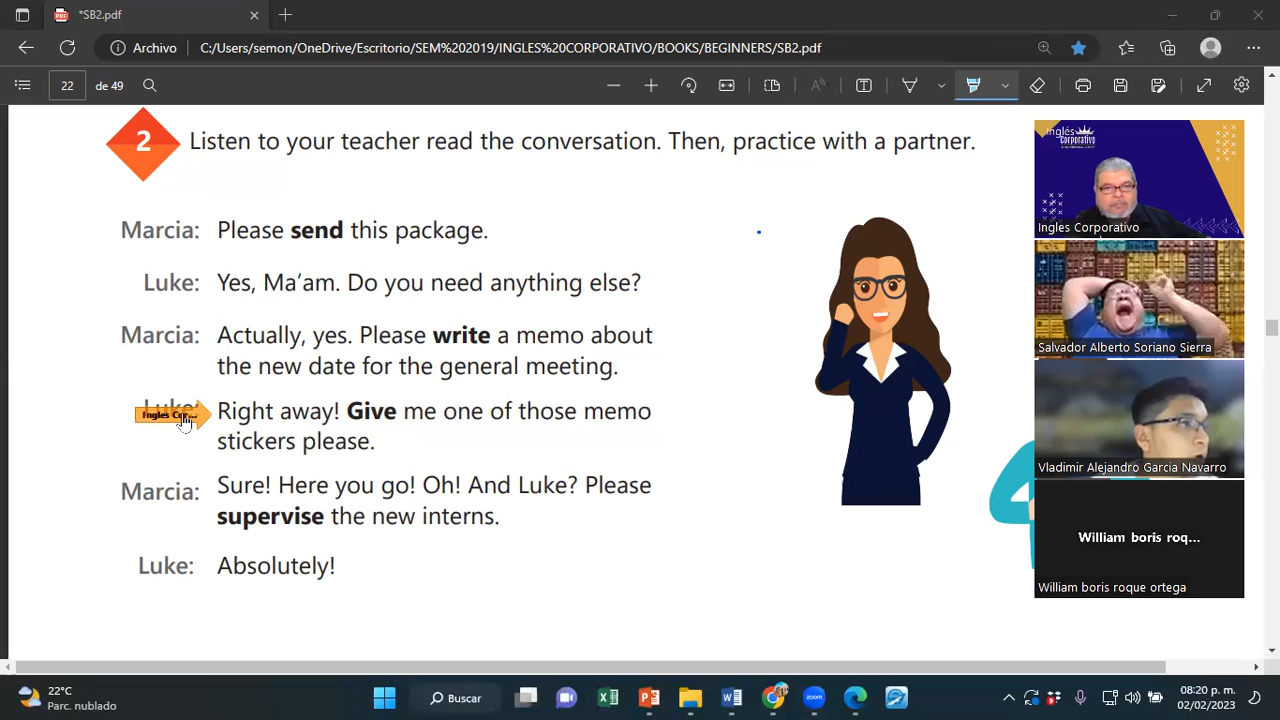 *SB2.pdf
Archivo
C:/Users/semon/OneDrive/Escritorio/SEM%202019/INGLES%20CORPORATIVO/BOOKS/BEGINNERS/SB2.pdf
22
de 49
2
Listen to your teacher read the conversation. Then, practice with a partner.
Marcia: Please send this package.
Luke: Yes, Ma’am. Do you need anything else?
Marcia: Actually, yes. Please write a memo about
the new date for the general meeting.
Luke: Right away! Give me one of those memo
Ingles Cor...
stickers please.
Marcia: Sure! Here you go! Oh! And Luke? Please
supervise the new interns.
Luke: Absolutely!
Inglés
Corporativo
Ingles Corporativo
Salvador Alberto Soriano Sierra
Vladimir Alejandro Garcia Navarro
William boris roq...
William boris roque ortega
22°C
Parc. nublado
Buscar
08:20 p. m.
02/02/2023